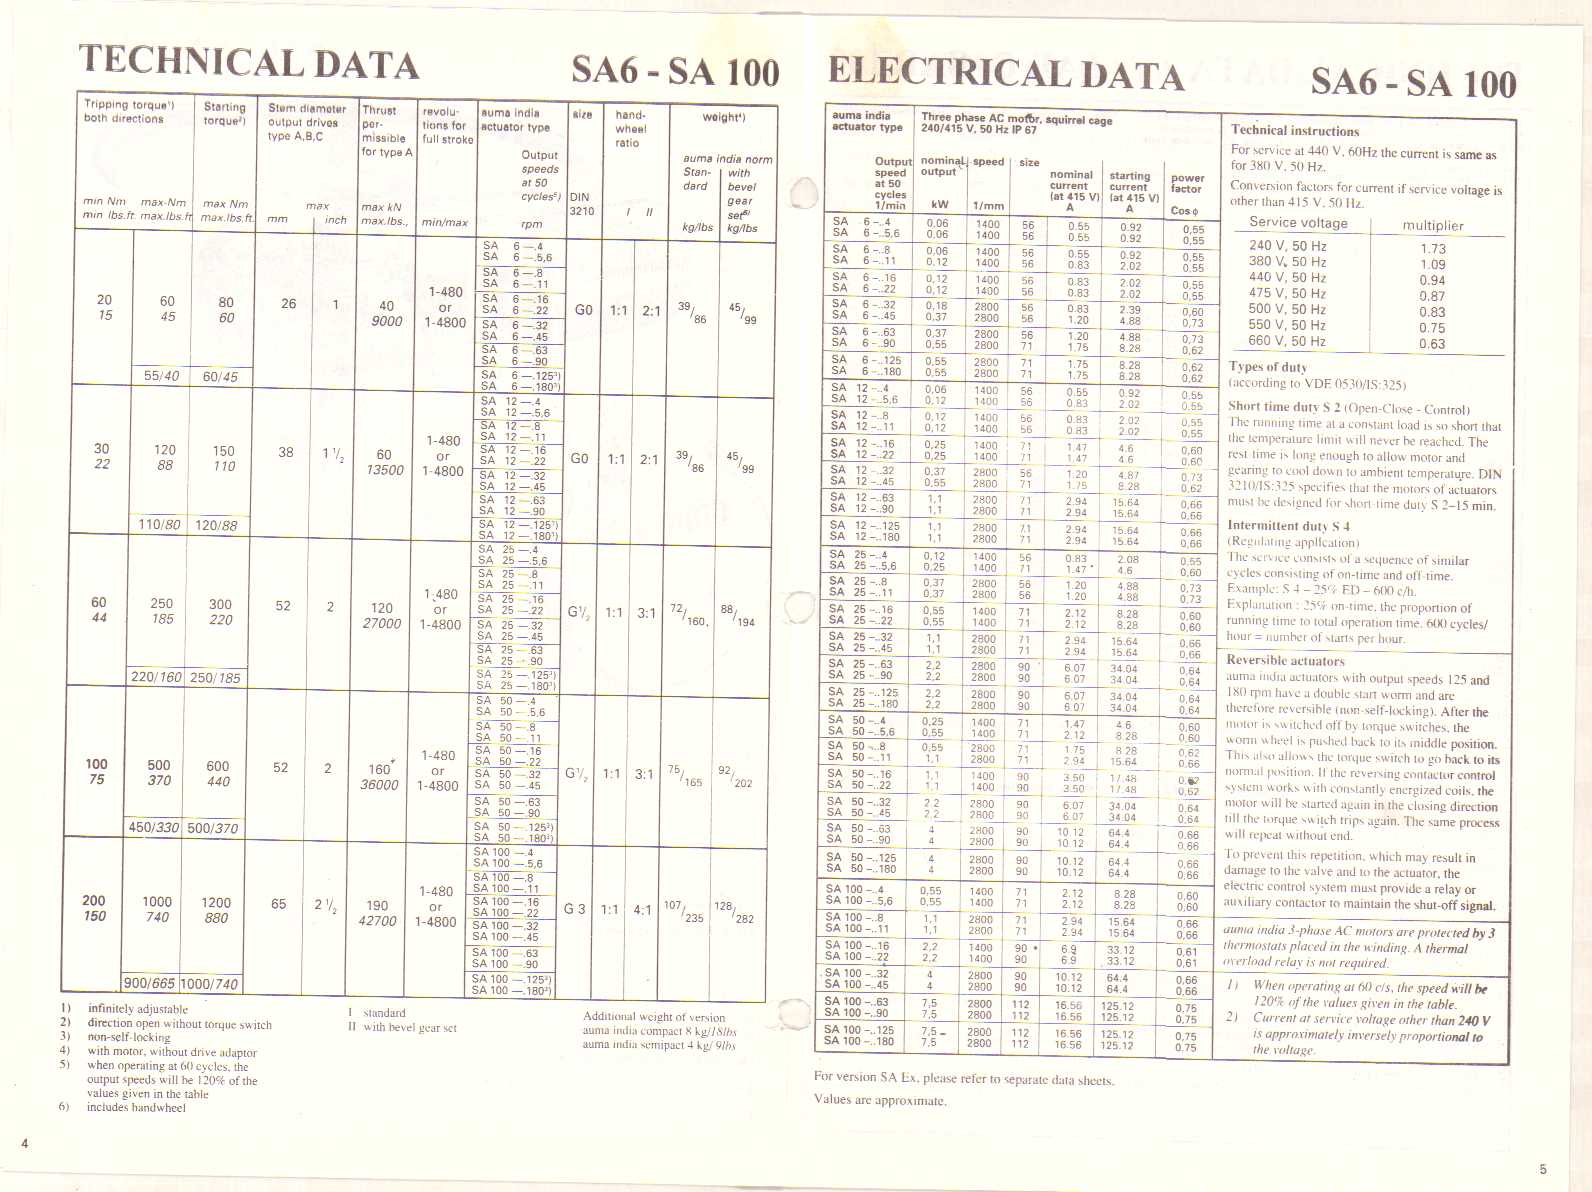 TECHNICAL DATA SA6 - SA 100
Tripping torque¹) both directions | Starting torque²) | Stem diameter output drives type A,B,C | Thrust per- missible for type A | revolu- tions for full stroke | auma india actuator type | size | hand- wheel ratio | weight⁴)
Output speeds at 50 cycles⁵) | DIN 3210 | I II | auma india norm
Stan- dard | with bevel gear set⁶⁾
min Nm max-Nm | max Nm | max | max kN
min lbs.ft. max.lbs.ft | max.lbs.ft. | mm inch | max.lbs., | min/max | rpm | kg/lbs | kg/lbs
SA 6 —.4
SA 6 —.5,6
SA 6 —.8
SA 6 —.11
SA 6 —.16
SA 6 —.22
SA 6 —.32
SA 6 —.45
SA 6 —.63
SA 6 —.90
SA 6 —.125³)
SA 6 —.180³)
20 60 80 26 1 40 1-480 or 1-4800 G0 1:1 2:1 39/86 45/99
15 45 60 9000
55/40 60/45
SA 12 —.4
SA 12 —.5,6
SA 12 —.8
SA 12 —.11
SA 12 —.16
SA 12 —.22
SA 12 —.32
SA 12 —.45
SA 12 —.63
SA 12 —.90
SA 12 —.125³)
SA 12 —.180³)
30 120 150 38 1 1/2 60 1-480 or 1-4800 G0 1:1 2:1 39/86 45/99
22 88 110 13500
110/80 120/88
SA 25 —.4
SA 25 —.5,6
SA 25 —.8
SA 25 —.11
SA 25 —.16
SA 25 —.22
SA 25 —.32
SA 25 —.45
SA 25 —.63
SA 25 —.90
SA 25 —.125³)
SA 25 —.180³)
60 250 300 52 2 120 1-480 or 1-4800 G1/2 1:1 3:1 72/160, 88/194
44 185 220 27000
220/160 250/185
SA 50 —.4
SA 50 —.5,6
SA 50 —.8
SA 50 —.11
SA 50 —.16
SA 50 —.22
SA 50 —.32
SA 50 —.45
SA 50 —.63
SA 50 —.90
SA 50 —.125³)
SA 50 —.180³)
100 500 600 52 2 160 1-480 or 1-4800 G1/2 1:1 3:1 75/165 92/202
75 370 440 36000
450/330 500/370
SA 100 —.4
SA 100 —.5,6
SA 100 —.8
SA 100 —.11
SA 100 —.16
SA 100 —.22
SA 100 —.32
SA 100 —.45
SA 100 —.63
SA 100 —.90
SA 100 —.125³)
SA 100 —.180³)
200 1000 1200 65 2 1/2 190 1-480 or 1-4800 G 3 1:1 4:1 107/235 128/282
150 740 880 42700
900/665 1000/740
1) infinitely adjustable
2) direction open without torque switch
3) non-self-locking
4) with motor, without drive adaptor
5) when operating at 60 cycles, the
output speeds will be 120% of the
values given in the table
6) includes handwheel
I standard
II with bevel gear set
Additional weight of version
auma india compact 8 kg//18lbs
auma india semipact 4 kg/ 9lbs
4
ELECTRICAL DATA SA6 - SA 100
auma india actuator type | Three phase AC motor, squirrel cage
240/415 V, 50 Hz IP 67
Output speed at 50 cycles 1/min | nominal output kW | speed 1/mm | size | nominal current (at 415 V) A | starting current (at 415 V) A | power factor Cos φ
SA 6 -..4 0,06 1400 56 0.55 0.92 0,55
SA 6 -..5,6 0.06 1400 56 0.55 0.92 0,55
SA 6 -..8 0,06 1400 56 0.55 0.92 0,55
SA 6 -..11 0.12 1400 56 0.83 2.02 0.55
SA 6 -..16 0,12 1400 56 0.83 2.02 0,55
SA 6 -..22 0,12 1400 56 0.83 2.02 0,55
SA 6 -..32 0,18 2800 56 0.83 2.39 0,60
SA 6 -..45 0,37 2800 56 1.20 4.88 0,73
SA 6 -..63 0,37 2800 56 1.20 4.88 0,73
SA 6 -..90 0,55 2800 71 1.75 8.28 0,62
SA 6 -..125 0,55 2800 71 1.75 8.28 0,62
SA 6 -..180 0,55 2800 71 1.75 8.28 0,62
SA 12 -..4 0,06 1400 56 0.55 0.92 0,55
SA 12 -..5,6 0,12 1400 56 0.83 2.02 0.55
SA 12 -..8 0,12 1400 56 0.83 2.02 0,55
SA 12 -..11 0,12 1400 56 0.83 2.02 0,55
SA 12 -..16 0,25 1400 71 1.47 4.6 0,60
SA 12 -..22 0,25 1400 71 1.47 4.6 0,60
SA 12 -..32 0,37 2800 56 1.20 4.87 0,73
SA 12 -..45 0,55 2800 71 1.75 8.28 0,62
SA 12 -..63 1,1 2800 71 2.94 15.64 0,66
SA 12 -..90 1,1 2800 71 2.94 15.64 0,66
SA 12 -..125 1,1 2800 71 2.94 15.64 0,66
SA 12 -..180 1,1 2800 71 2.94 15.64 0,66
SA 25 -..4 0,12 1400 56 0.83 2.08 0,55
SA 25 -..5,6 0,25 1400 71 1.47 4.6 0,60
SA 25 -..8 0,37 2800 56 1.20 4.88 0,73
SA 25 -..11 0,37 2800 56 1.20 4.88 0,73
SA 25 -..16 0,55 1400 71 2.12 8.28 0,60
SA 25 -..22 0.55 1400 71 2.12 8.28 0,60
SA 25 -..32 1,1 2800 71 2.94 15.64 0,66
SA 25 -..45 1,1 2800 71 2.94 15.64 0,66
SA 25 -..63 2,2 2800 90 6.07 34.04 0,64
SA 25 -..90 2,2 2800 90 6.07 34.04 0,64
SA 25 -..125 2,2 2800 90 6.07 34.04 0,64
SA 25 -..180 2,2 2800 90 6.07 34.04 0,64
SA 50 -..4 0,25 1400 71 1.47 4.6 0,60
SA 50 -..5,6 0,55 1400 71 2.12 8.28 0,60
SA 50 -..8 0,55 2800 71 1.75 8.28 0,62
SA 50 -..11 1,1 2800 71 2.94 15.64 0.66
SA 50 -..16 1,1 1400 90 3.50 17.48
SA 50 -..22 1,1 1400 90 3.50 17.48 0,62
SA 50 -..32 2,2 2800 90 6.07 34.04 0,64
SA 50 -..45 2,2 2800 90 6.07 34.04 0,64
SA 50 -..63 4 2800 90 10.12 64.4 0,66
SA 50 -..90 4 2800 90 10.12 64.4 0.66
SA 50 -..125 4 2800 90 10.12 64.4 0,66
SA 50 -..180 4 2800 90 10.12 64.4 0,66
SA 100 -..4 0,55 1400 71 2.12 8.28 0,60
SA 100 -..5,6 0,55 1400 71 2.12 8.28 0,60
SA 100 -..8 1,1 2800 71 2.94 15.64 0,66
SA 100 -..11 1,1 2800 71 2.94 15.64 0,66
SA 100 -..16 2,2 1400 90 6.9 33.12 0,61
SA 100 -..22 2,2 1400 90 6.9 33.12 0,61
SA 100 -..32 4 2800 90 10.12 64.4 0,66
SA 100 -..45 4 2800 90 10.12 64.4 0,66
SA 100 -..63 7,5 2800 112 16.56 125.12 0,75
SA 100 -..90 7.5 2800 112 16.56 125.12 0,75
SA 100 -..125 7,5 2800 112 16.56 125.12 0,75
SA 100 -..180 7.5 2800 112 16.56 125.12 0.75
For version SA Ex, please refer to separate data sheets.
Values are approximate.
Technical instructions
For service at 440 V, 60Hz the current is same as
for 380 V, 50 Hz.
Conversion factors for current if service voltage is
other than 415 V, 50 Hz.
Service voltage multiplier
240 V, 50 Hz 1.73
380 V, 50 Hz 1.09
440 V, 50 Hz 0.94
475 V, 50 Hz 0.87
500 V, 50 Hz 0.83
550 V, 50 Hz 0.75
660 V, 50 Hz 0.63
Types of duty
(according to VDE 0530/IS:325)
Short time duty S 2 (Open-Close - Control)
The running time at a constant load is so short that
the temperature limit will never be reached. The
rest time is long enough to allow motor and
gearing to cool down to ambient temperature. DIN
3210/IS:325 specifies that the motors of actuators
must be designed for short-time duty S 2–15 min.
Intermittent duty S 4
(Regulating application)
The service consists of a sequence of similar
cycles consisting of on-time and off-time.
Example: S 4 – 25% ED – 600 c/h.
Explanation : 25% on-time, the proportion of
running time to total operation time. 600 cycles/
hour = number of starts per hour.
Reversible actuators
auma india actuators with output speeds 125 and
180 rpm have a double start worm and are
therefore reversible (non-self-locking). After the
motor is switched off by torque switches, the
worm wheel is pushed back to its middle position.
This also allows the torque switch to go back to its
normal position. If the reversing contactor control
system works with constantly energized coils, the
motor will be started again in the closing direction
till the torque switch trips again. The same process
will repeat without end.
To prevent this repetition, which may result in
damage to the valve and to the actuator, the
electric control system must provide a relay or
auxiliary contactor to maintain the shut-off signal.
auma india 3-phase AC motors are protected by 3
thermostats placed in the winding. A thermal
overload relay is not required.
1) When operating at 60 c/s, the speed will be
120% of the values given in the table.
2) Current at service voltage other than 240 V
is approximately inversely proportional to
the voltage.
5